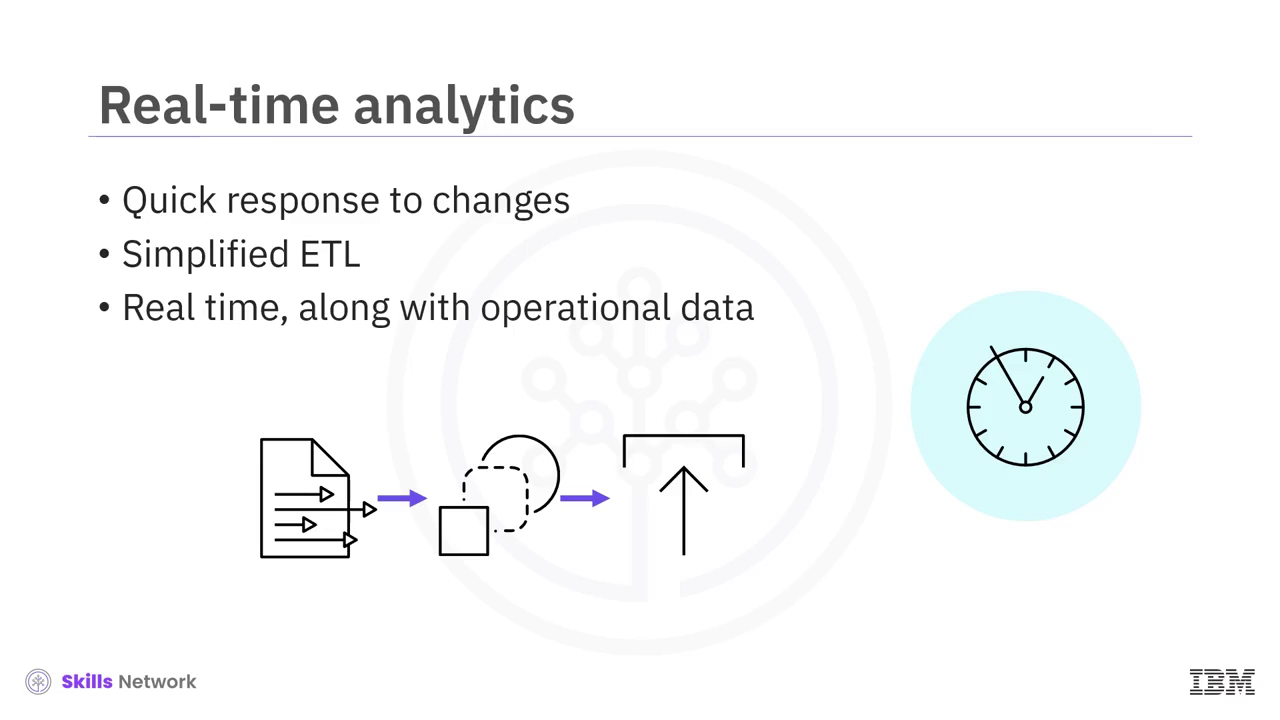 Real-time analytics
• Quick response to changes
• Simplified ETL
• Real time, along with operational data
Skills Network
IBM